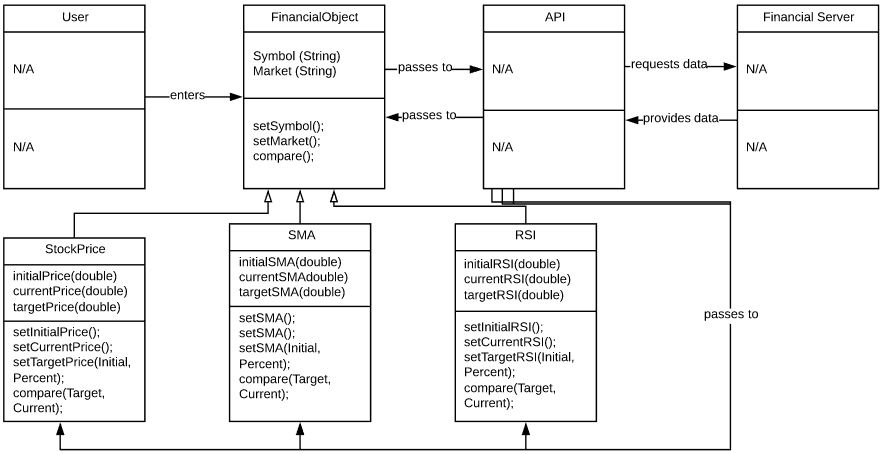 User
N/A
N/A
enters
FinancialObject
Symbol (String)
Market (String)
setSymbol();
setMarket();
compare();
passes to
passes to
API
N/A
N/A
requests data
provides data
Financial Server
N/A
N/A
StockPrice
initialPrice(double)
currentPrice(double)
targetPrice(double)
setInitialPrice();
setCurrentPrice();
setTargetPrice(Initial,
Percent);
compare(Target,
Current);
SMA
initialSMA(double)
currentSMAdouble)
targetSMA(double)
setSMA();
setSMA();
setSMA(Initial,
Percent);
compare(Target,
Current);
RSI
initialRSI(double)
currentRSI(double)
targetRSI(double)
setInitialRSI();
setCurrentRSI();
setTargetRSI(Initial,
Percent);
compare(Target,
Current);
passes to